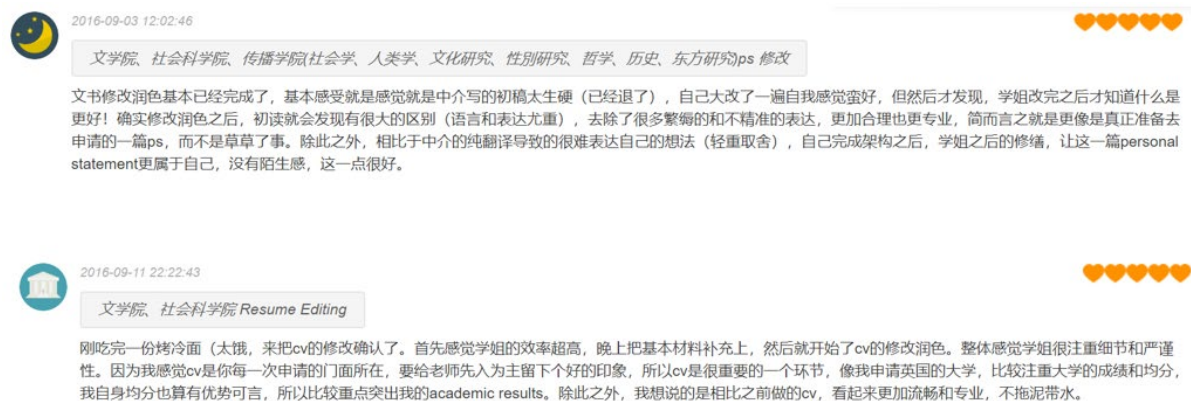 2016-09-03 12:02:46
文学院、社会科学院、传播学院(社会学、人类学、文化研究、性别研究、哲学、历史、东方研究)ps 修改
文书修改润色基本已经完成了，基本感受就是感觉就是中介写的初稿太生硬（已经退了），自己大改了一遍自我感觉蛮好，但然后才发现，学姐改完之后才知道什么是
更好！确实修改润色之后，初读就会发现有很大的区别（语言和表达尤重），去除了很多繁缛的和不精准的表达，更加合理也更专业，简而言之就是更像是真正准备去
申请的一篇ps，而不是草草了事。除此之外，相比于中介的纯翻译导致的很难表达自己的想法（轻重取舍），自己完成架构之后，学姐之后的修缮，让这一篇personal
statement更属于自己，没有陌生感，这一点很好。
2016-09-11 22:22:43
文学院、社会科学院 Resume Editing
刚吃完一份烤冷面（太饿，来把cv的修改确认了。首先感觉学姐的效率超高，晚上把基本材料补充上，然后就开始了cv的修改润色。整体感觉学姐很注重细节和严谨
性。因为我感觉cv是你每一次申请的门面所在，要给老师先入为主留下个好的印象，所以cv是很重要的一个环节，像我申请英国的大学，比较注重大学的成绩和均分，
我自身均分也算有优势可言，所以比较重点突出我的academic results。除此之外，我想说的是相比之前做的cv，看起来更加流畅和专业，不拖泥带水。